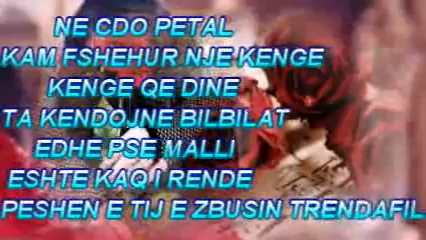 NE CDO PETAL
KAM FSHEHUR NJE KENGE
KENGE QE DINE
TA KENDOJNE BILBILAT
EDHE PSE MALLI
ESHTE KAQ I RENDE
PESHEN E TIJ E ZBUSIN TRENDAFIL